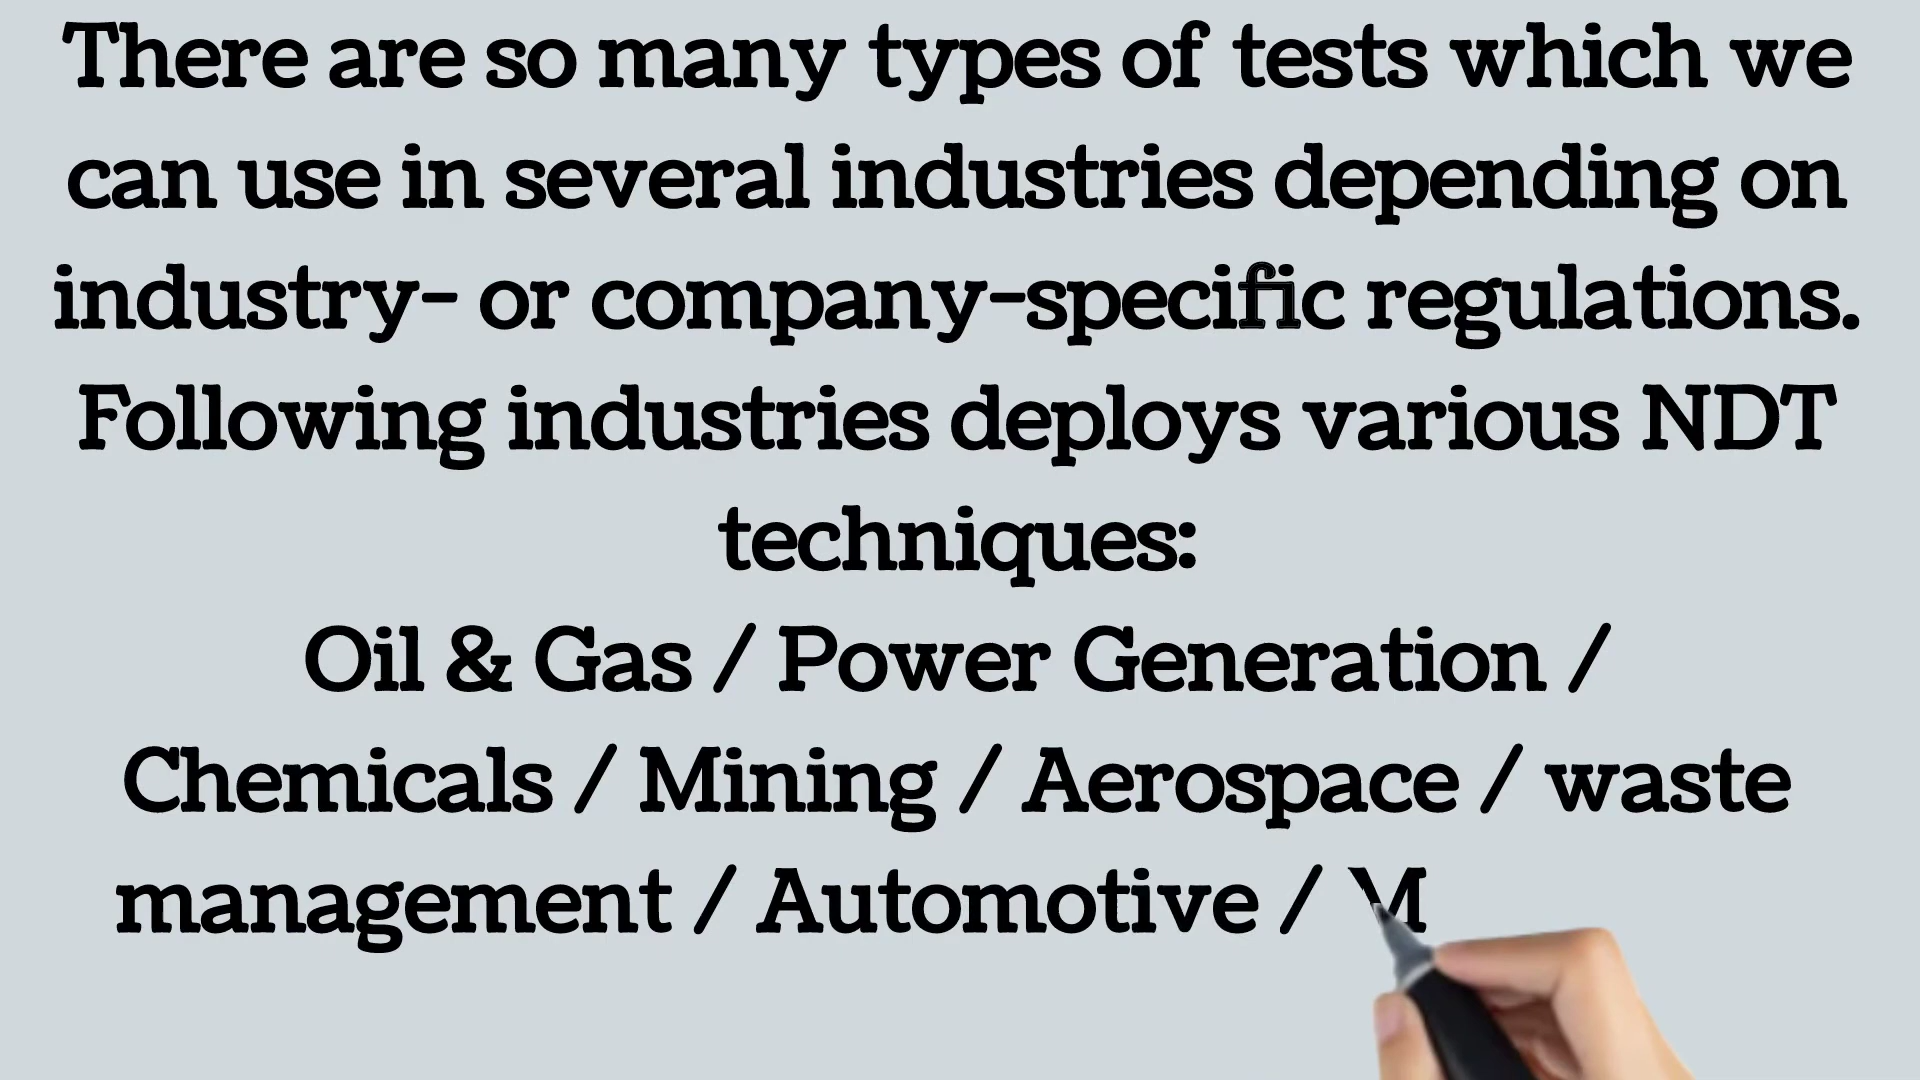 There are so many types of tests which we
can use in several industries depending on
industry- or company-specific regulations.
Following industries deploys various NDT
techniques:
Oil & Gas / Power Generation /
Chemicals / Mining / Aerospace / waste
management / Automotive / M